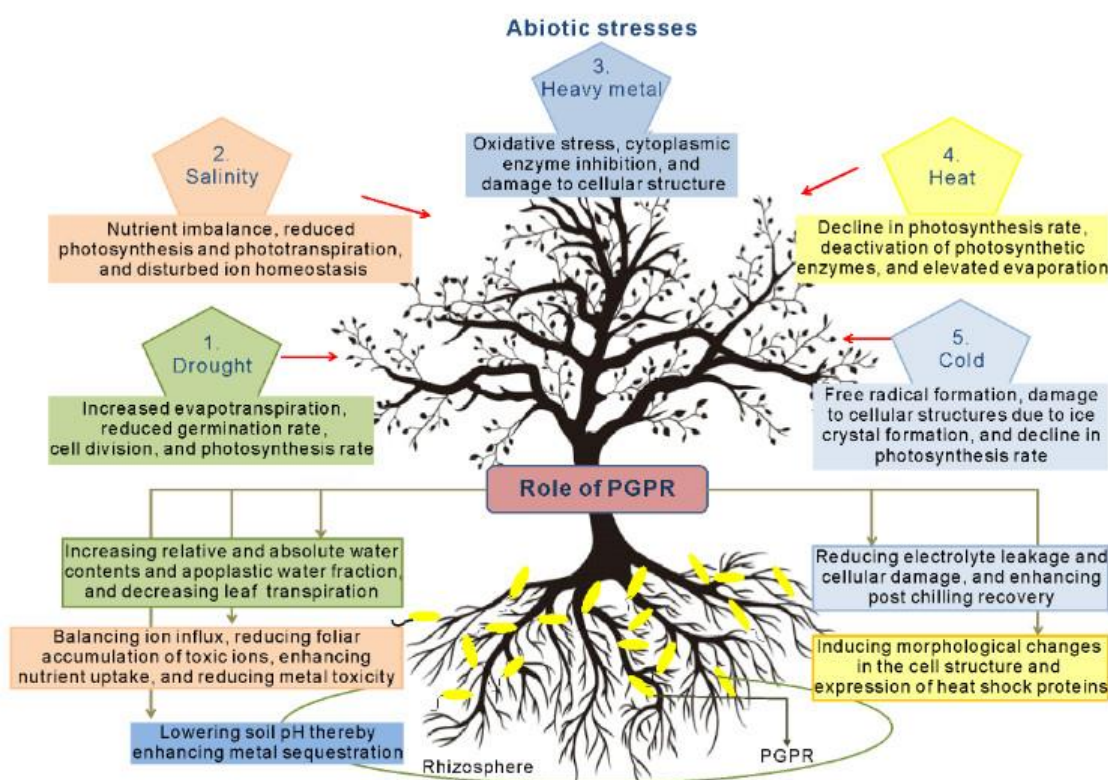 Abiotic stresses
3.
Heavy metal
Oxidative stress, cytoplasmic
enzyme inhibition, and
damage to cellular structure
2.
Salinity
Nutrient imbalance, reduced
photosynthesis and phototranspiration,
and disturbed ion homeostasis
4.
Heat
Decline in photosynthesis rate,
deactivation of photosynthetic
enzymes, and elevated evaporation
1.
Drought
Increased evapotranspiration,
reduced germination rate,
cell division, and photosynthesis rate
5.
Cold
Free radical formation, damage
to cellular structures due to ice
crystal formation, and decline in
photosynthesis rate
Role of PGPR
Increasing relative and absolute water
contents and apoplastic water fraction,
and decreasing leaf transpiration
Balancing ion influx, reducing foliar
accumulation of toxic ions, enhancing
nutrient uptake, and reducing metal toxicity
Lowering soil pH thereby
enhancing metal sequestration
Reducing electrolyte leakage and
cellular damage, and enhancing
post chilling recovery
Inducing morphological changes
in the cell structure and
expression of heat shock proteins
PGPR
Rhizosphere